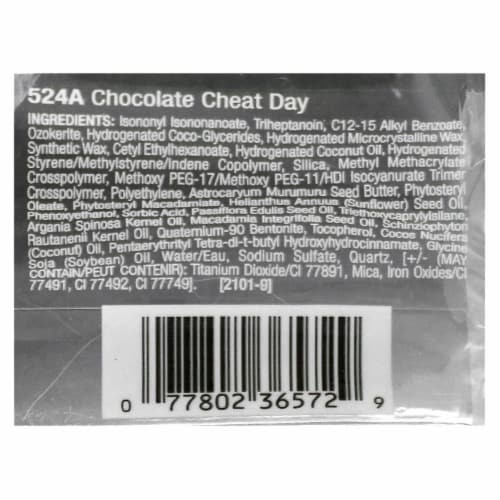 524A Chocolate Cheat Day
INGREDIENTS: Isononyl Isononanoate, Triheptanoin, C12-15 Alkyl Benzoate,
Ozokerite, Hydrogenated Coco-Glycerides, Hydrogenated Microcrystalline Wax,
Synthetic Wax, Cetyl Ethylhexanoate, Hydrogenated Coconut Oil, Hydrogenated
Styrene/Methylstyrene/Indene Copolymer, Silica, Methyl Methacrylate
Crosspolymer, Methoxy PEG-17/Methoxy PEG-11/HDI Isocyanurate Trimer
Crosspolymer, Polyethylene, Astrocaryum Murumuru Seed Butter, Phytosteryl
Oleate, Phytosteryl Macadamiate, Helianthus Annuus (Sunflower) Seed Oil,
Phenoxyethanol, Sorbic Acid, Passiflora Edulis Seed Oil, Triethoxycaprylylsilane,
Argania Spinosa Kernel Oil, Macadamia Integrifolia Seed Oil, Schinziophyton
Rautanenii Kernel Oil, Quaternium-90 Bentonite, Tocopherol, Cocos Nucifera
(Coconut) Oil, Pentaerythrityl Tetra-di-t-butyl Hydroxyhydrocinnamate, Glycine
Soja (Soybean) Oil, Water/Eau, Sodium Sulfate, Quartz, [+/- (MAY
CONTAIN/PEUT CONTENIR): Titanium Dioxide/CI 77891, Mica, Iron Oxides/CI
77491, CI 77492, CI 77749]. [2101-9]
0 77802 36572 9